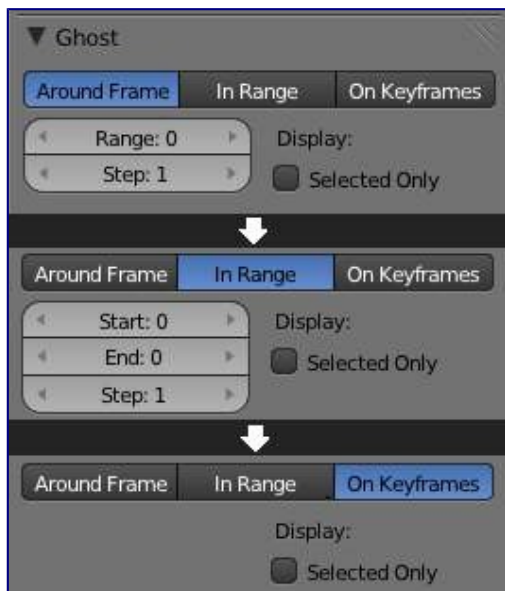 Ghost
Around Frame In Range On Keyframes
Range: 0 Display:
Step: 1 Selected Only
Around Frame In Range On Keyframes
Start: 0 Display:
End: 0 Selected Only
Step: 1
Around Frame In Range On Keyframes
Display:
Selected Only